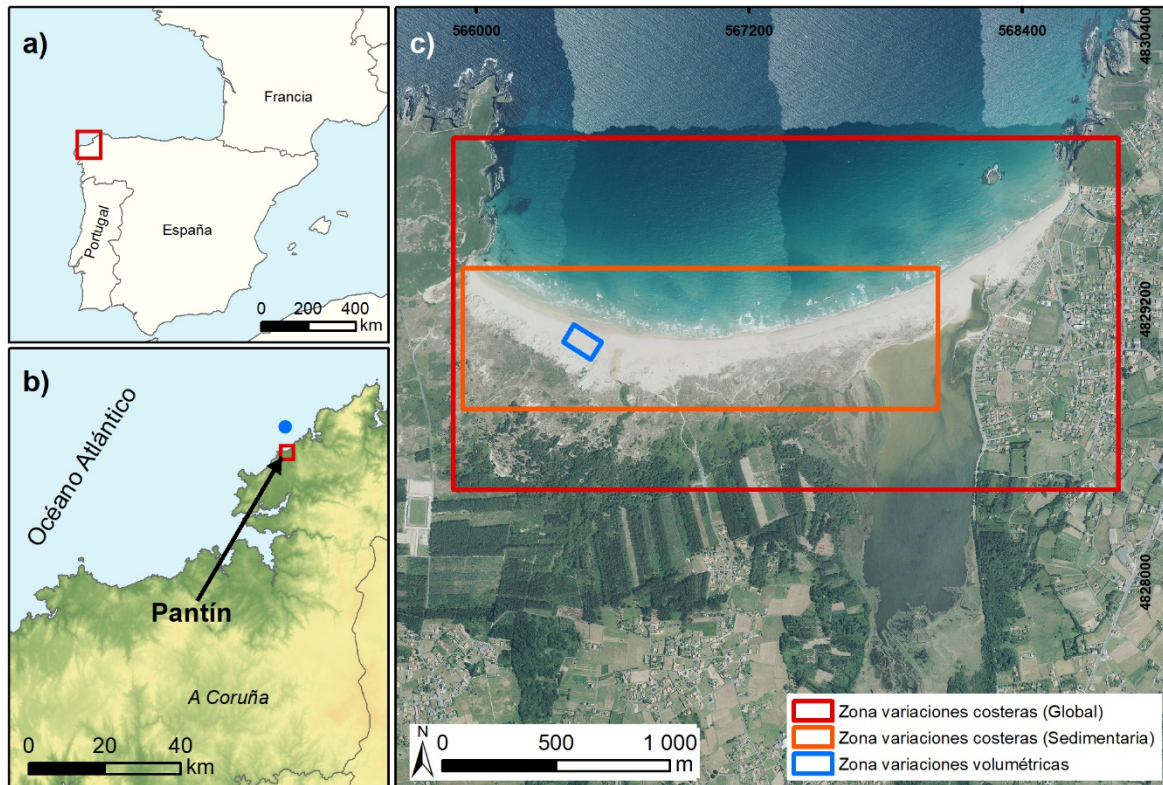 a)
Francia
Portugal
España
0 200 400
km
b)
Océano Atlántico
Pantín
A Coruña
0 20 40
km
c)
566000 567200 568400
4830400
4829200
4828000
N
0 500 1 000
m
Zona variaciones costeras (Global)
Zona variaciones costeras (Sedimentaria)
Zona variaciones volumétricas